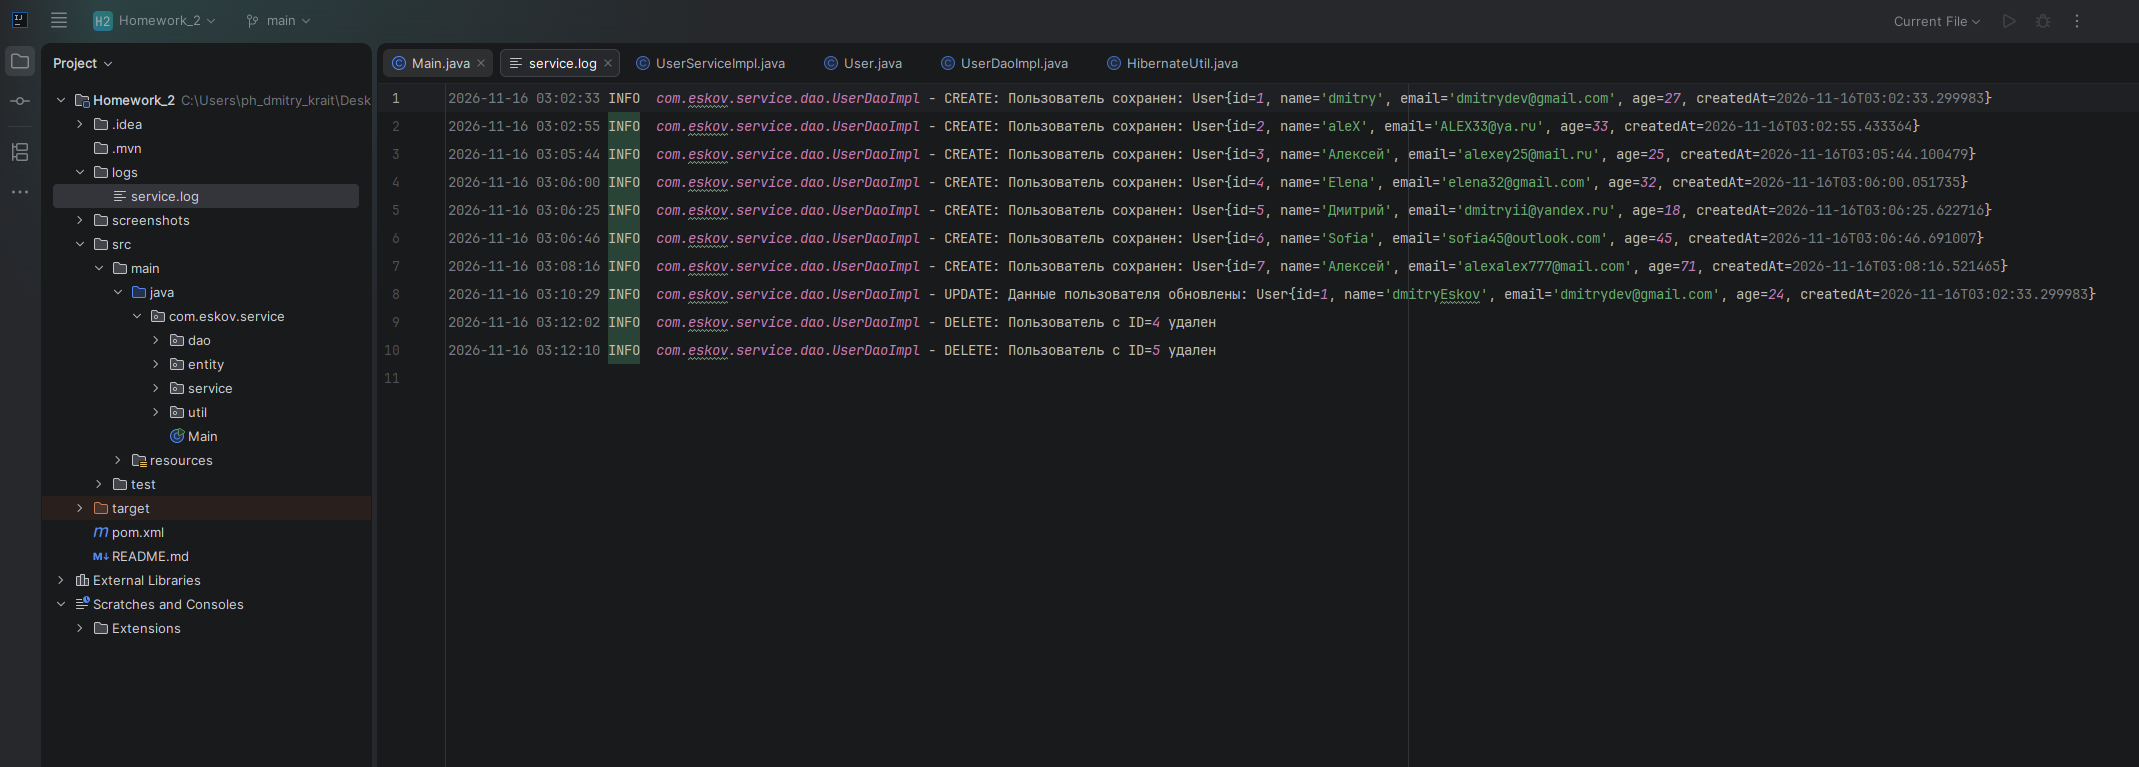 H2 Homework_2 main Current File
Project
Main.java service.log UserServiceImpl.java User.java UserDaoImpl.java HibernateUtil.java
Homework_2 C:\Users\ph_dmitry_krait\Desk
.idea
.mvn
logs
service.log
screenshots
src
main
java
com.eskov.service
dao
entity
service
util
Main
resources
test
target
pom.xml
README.md
External Libraries
Scratches and Consoles
Extensions
1 2026-11-16 03:02:33 INFO com.eskov.service.dao.UserDaoImpl - CREATE: Пользователь сохранен: User{id=1, name='dmitry', email='dmitrydev@gmail.com', age=27, createdAt=2026-11-16T03:02:33.299983}
2 2026-11-16 03:02:55 INFO com.eskov.service.dao.UserDaoImpl - CREATE: Пользователь сохранен: User{id=2, name='aleX', email='ALEX33@ya.ru', age=33, createdAt=2026-11-16T03:02:55.433364}
3 2026-11-16 03:05:44 INFO com.eskov.service.dao.UserDaoImpl - CREATE: Пользователь сохранен: User{id=3, name='Алексей', email='alexey25@mail.ru', age=25, createdAt=2026-11-16T03:05:44.100479}
4 2026-11-16 03:06:00 INFO com.eskov.service.dao.UserDaoImpl - CREATE: Пользователь сохранен: User{id=4, name='Elena', email='elena32@gmail.com', age=32, createdAt=2026-11-16T03:06:00.051735}
5 2026-11-16 03:06:25 INFO com.eskov.service.dao.UserDaoImpl - CREATE: Пользователь сохранен: User{id=5, name='Дмитрий', email='dmitryii@yandex.ru', age=18, createdAt=2026-11-16T03:06:25.622716}
6 2026-11-16 03:06:46 INFO com.eskov.service.dao.UserDaoImpl - CREATE: Пользователь сохранен: User{id=6, name='Sofia', email='sofia45@outlook.com', age=45, createdAt=2026-11-16T03:06:46.691007}
7 2026-11-16 03:08:16 INFO com.eskov.service.dao.UserDaoImpl - CREATE: Пользователь сохранен: User{id=7, name='Алексей', email='alexalex777@mail.com', age=71, createdAt=2026-11-16T03:08:16.521465}
8 2026-11-16 03:10:29 INFO com.eskov.service.dao.UserDaoImpl - UPDATE: Данные пользователя обновлены: User{id=1, name='dmitryEskov', email='dmitrydev@gmail.com', age=24, createdAt=2026-11-16T03:02:33.299983}
9 2026-11-16 03:12:02 INFO com.eskov.service.dao.UserDaoImpl - DELETE: Пользователь с ID=4 удален
10 2026-11-16 03:12:10 INFO com.eskov.service.dao.UserDaoImpl - DELETE: Пользователь с ID=5 удален
11